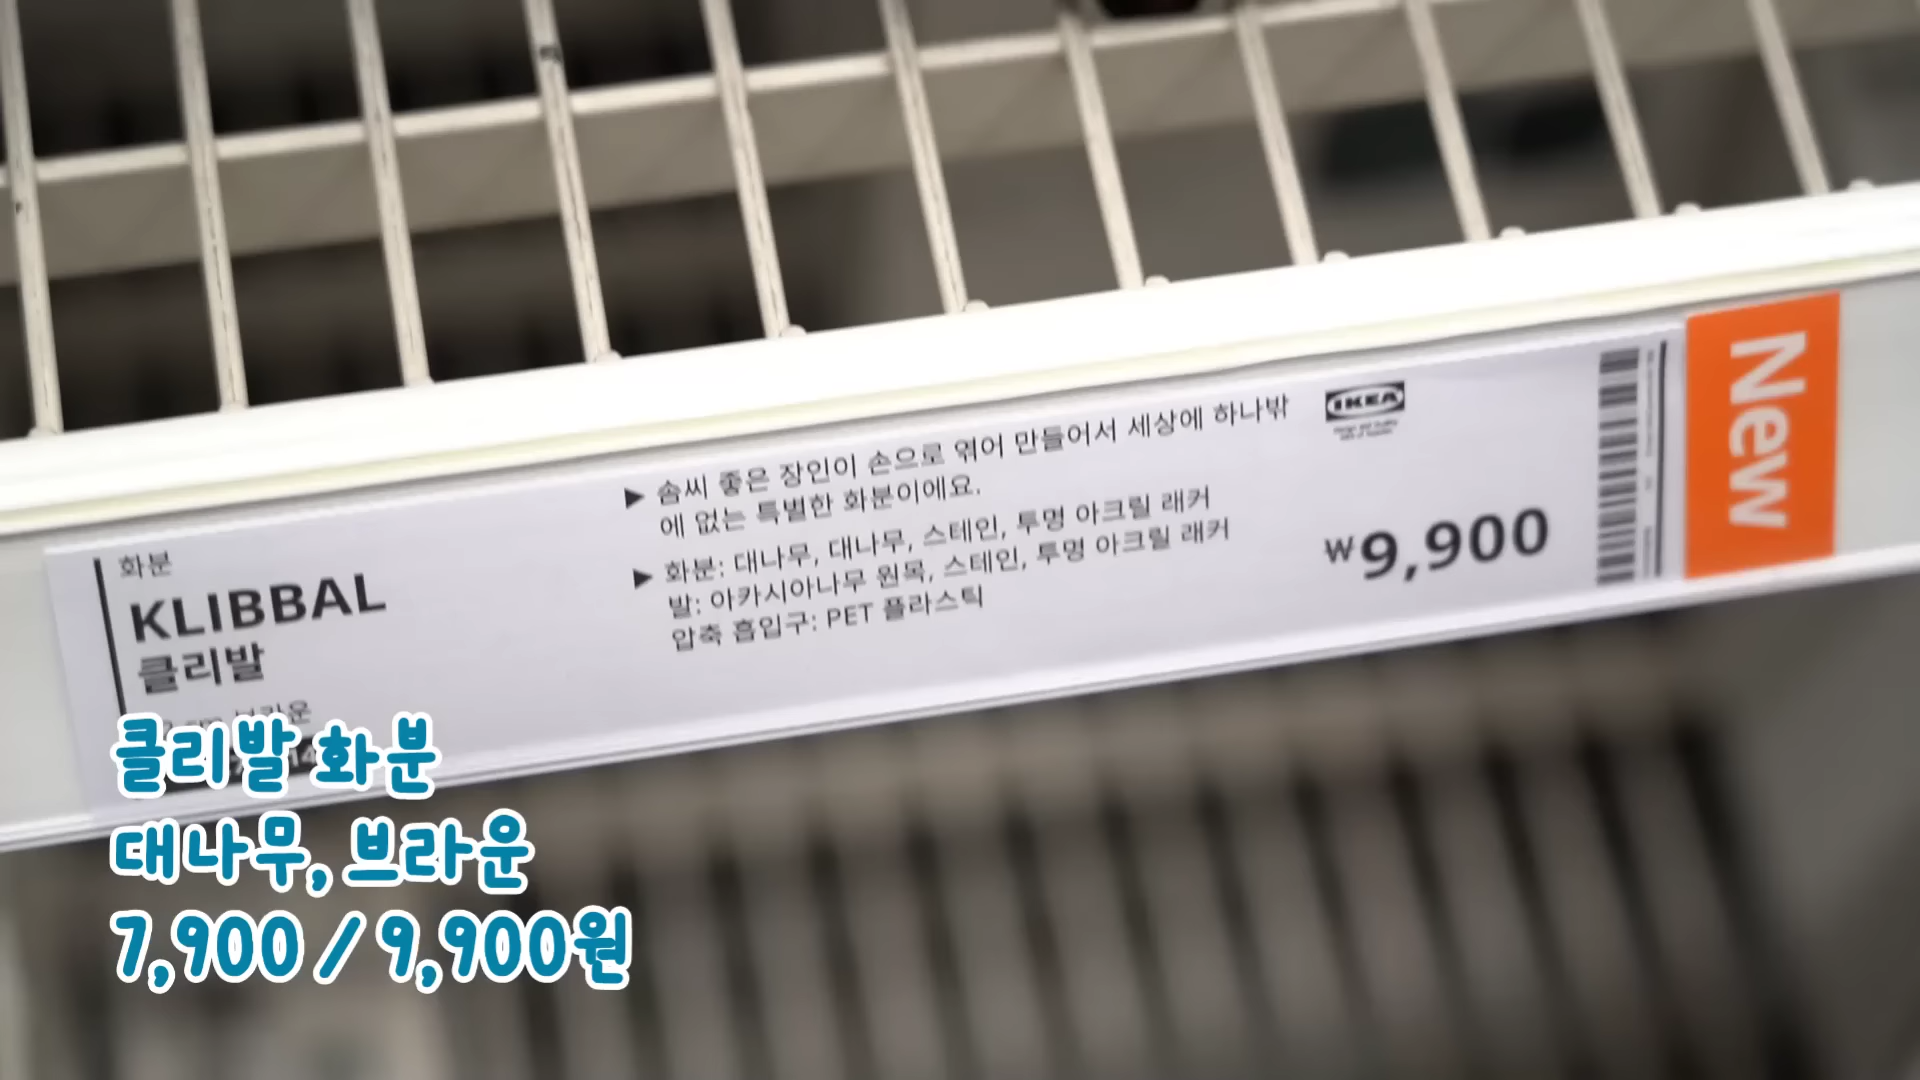 화분
KLIBBAL
클리발
브라운
▶ 솜씨 좋은 장인이 손으로 엮어 만들어서 세상에 하나밖
에 없는 특별한 화분이에요.
▶ 화분: 대나무, 대나무, 스테인, 투명 아크릴 래커
발: 아카시아나무 원목, 스테인, 투명 아크릴 래커
압축 흡입구: PET 플라스틱
IKEA
₩9,900
New
클리발 화분
대나무, 브라운
7,900 / 9,900원